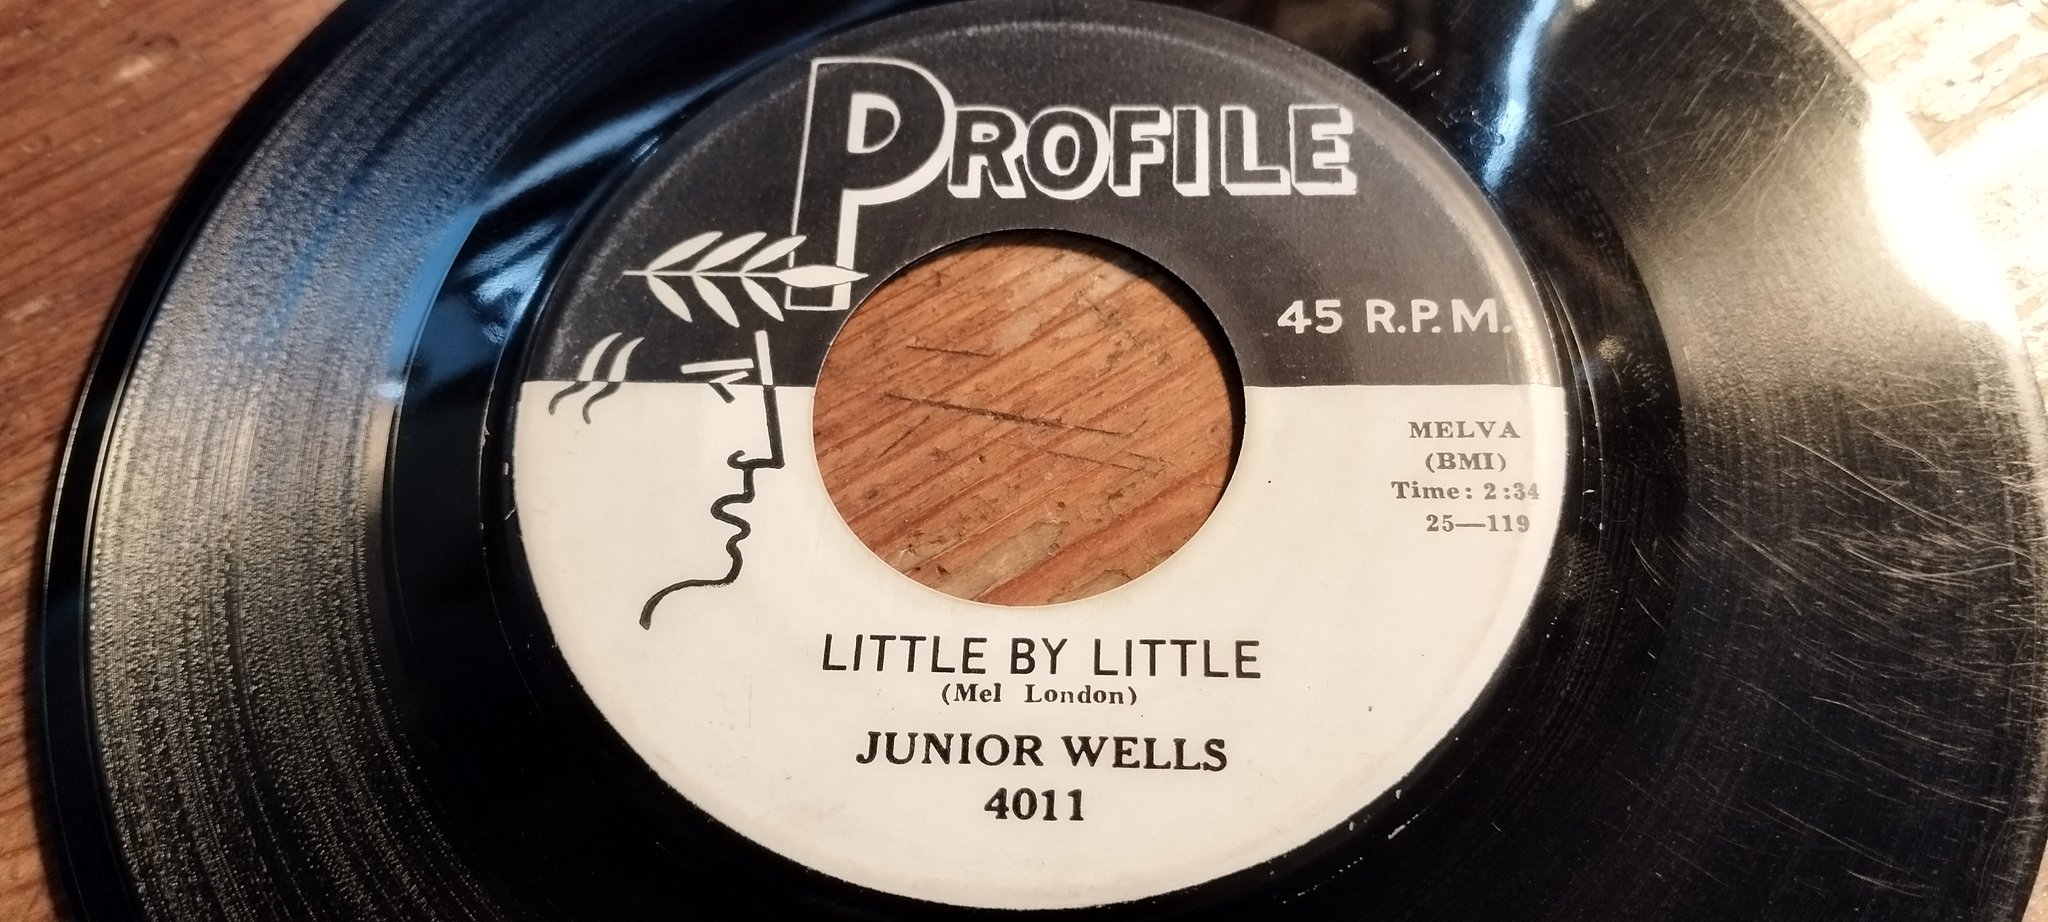 PROFILE
45 R.P.M.
MELVA
(BMI)
Time: 2:34
25—119
LITTLE BY LITTLE
(Mel London)
JUNIOR WELLS
4011